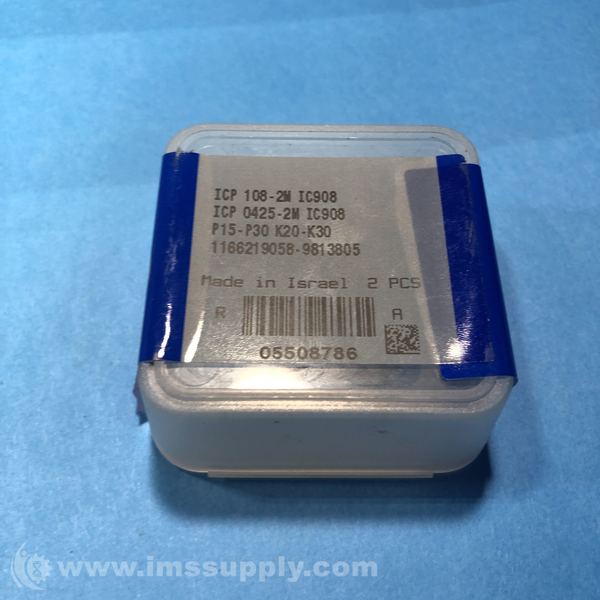 ICP 108-2M IC908
ICP 0425-2M IC908
P15-P30 K20-K30
1166219058-9813805
Made in Israel 2 PCS
R A
05508786
www.imssupply.com